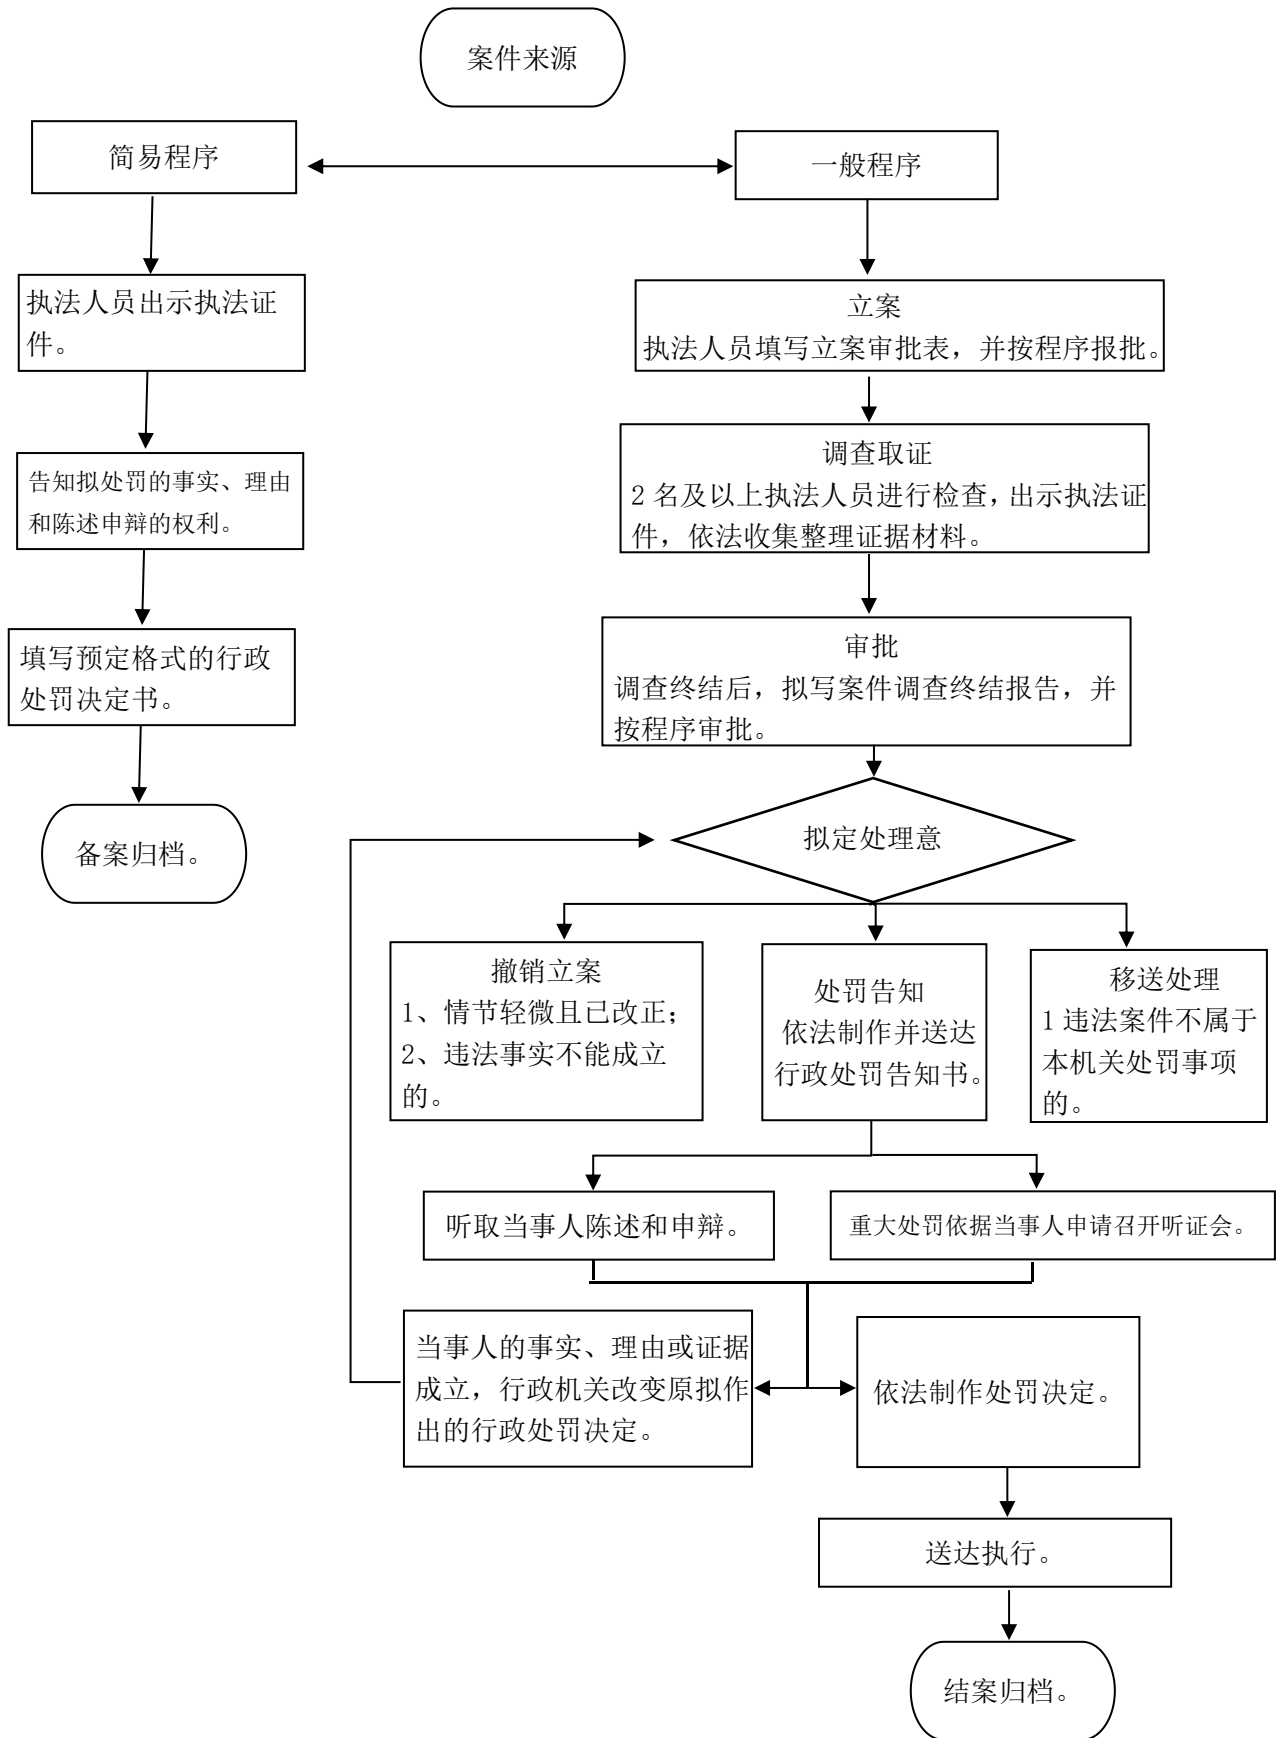 案件来源
简易程序
一般程序
执法人员出示执法证
件。
立案
执法人员填写立案审批表，并按程序报批。
告知拟处罚的事实、理由
和陈述申辩的权利。
调查取证
2 名及以上执法人员进行检查，出示执法证
件，依法收集整理证据材料。
填写预定格式的行政
处罚决定书。
审批
调查终结后，拟写案件调查终结报告，并
按程序审批。
备案归档。
拟定处理意
撤销立案
1、情节轻微且已改正；
2、违法事实不能成立
的。
处罚告知
依法制作并送达
行政处罚告知书。
移送处理
1 违法案件不属于
本机关处罚事项
的。
听取当事人陈述和申辩。
重大处罚依据当事人申请召开听证会。
当事人的事实、理由或证据
成立，行政机关改变原拟作
出的行政处罚决定。
依法制作处罚决定。
送达执行。
结案归档。